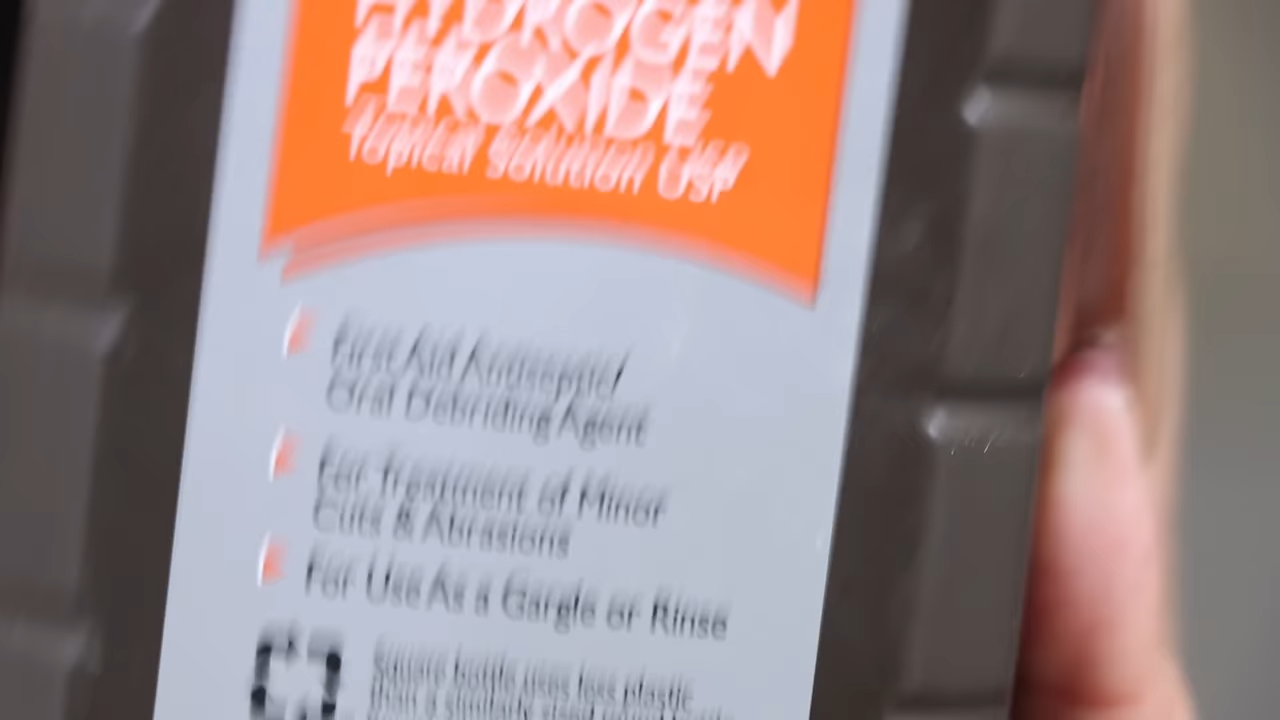 HYDROGEN
PEROXIDE
Topical Solution USP
First Aid Antiseptic/
Oral Debriding Agent
For Treatment of Minor
Cuts & Abrasions
For Use As a Gargle or Rinse
Square bottle uses less plastic
than a similarly sized round bottle